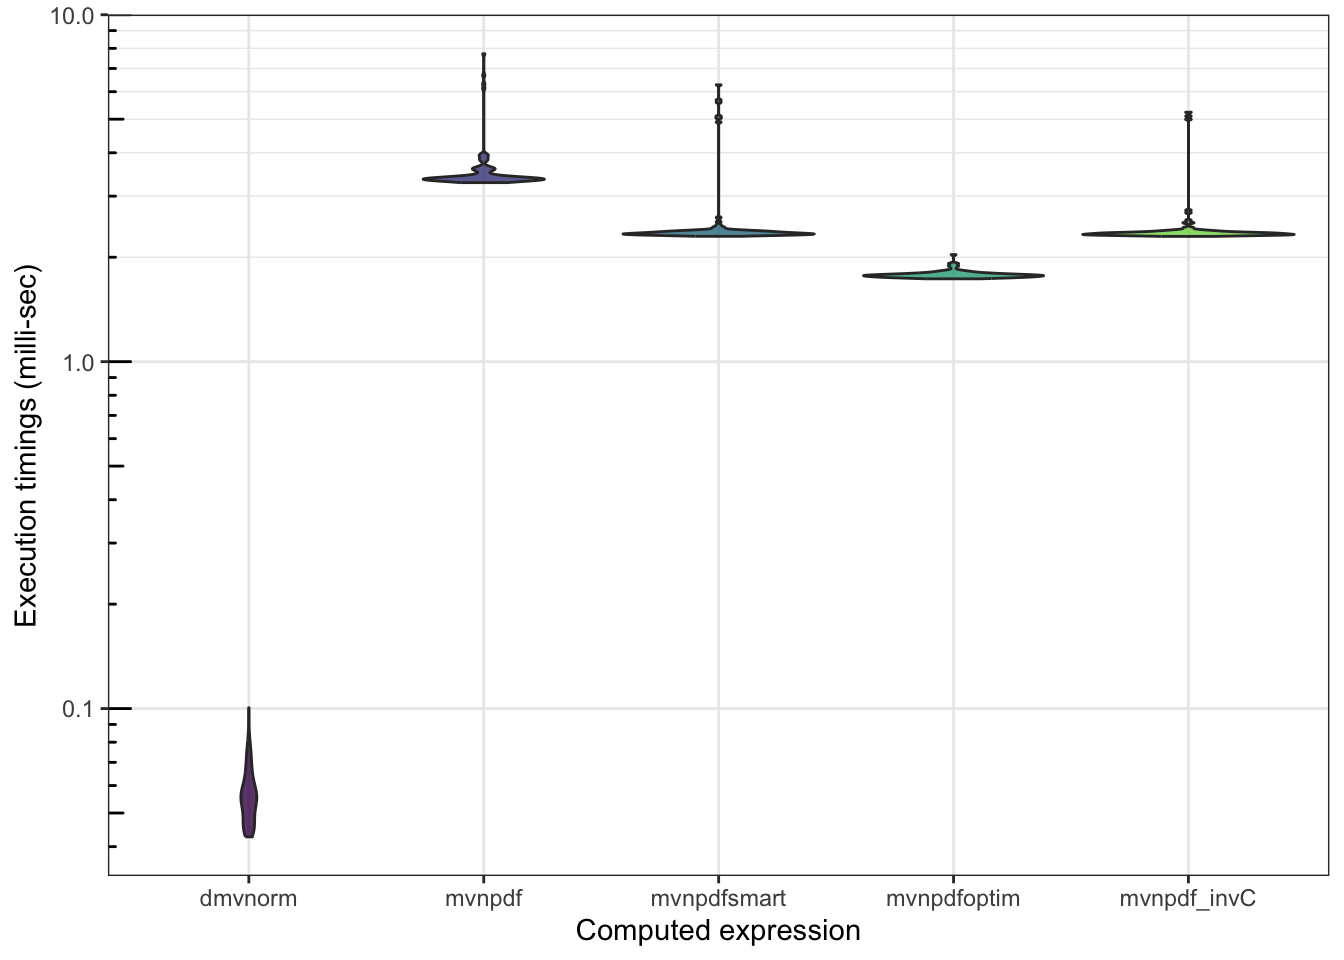 10.0
1.0
0.1
Execution timings (milli-sec)
dmvnorm mvnpdf mvnpdfsmart mvnpdfoptim mvnpdf_invC
Computed expression